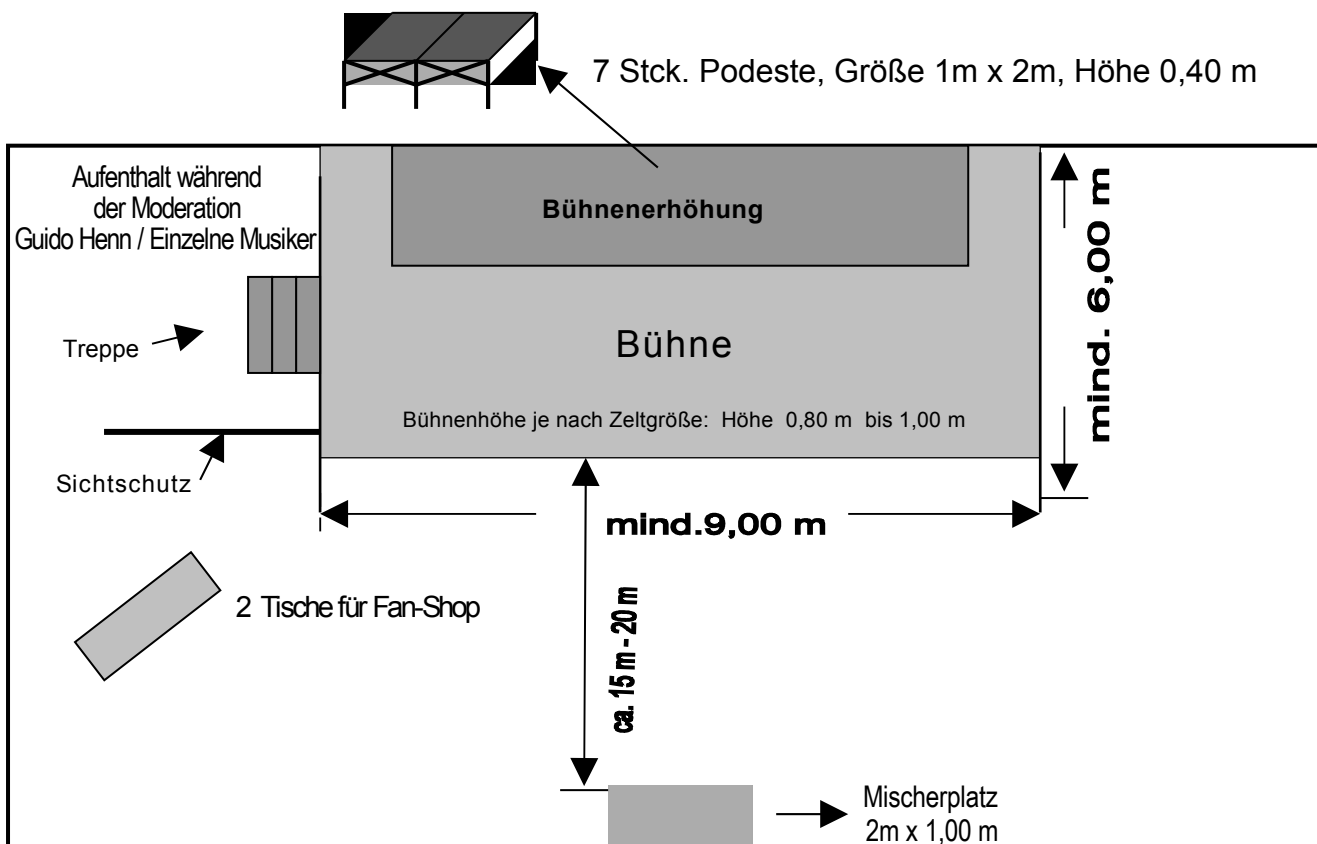 7 Stck. Podeste, Größe 1m x 2m, Höhe 0,40 m
Aufenthalt während
der Moderation
Guido Henn / Einzelne Musiker
Bühnenerhöhung
mind. 6,00 m
Treppe
Bühne
Bühnenhöhe je nach Zeltgröße: Höhe 0,80 m bis 1,00 m
Sichtschutz
mind.9,00 m
2 Tische für Fan-Shop
ca. 15 m - 20 m
Mischerplatz
2m x 1,00 m